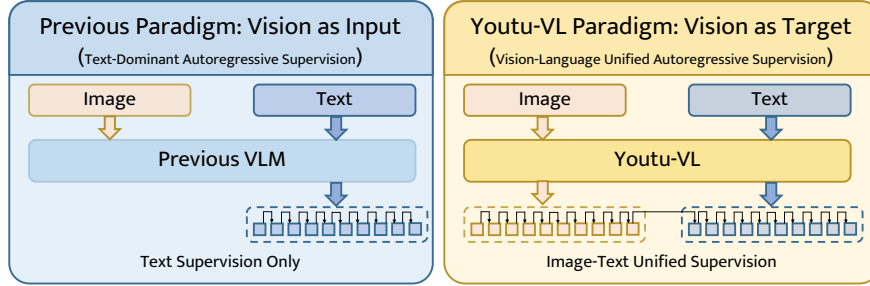 Previous Paradigm: Vision as Input
(Text-Dominant Autoregressive Supervision)
Image
Text
Previous VLM
Text Supervision Only
Youtu-VL Paradigm: Vision as Target
(Vision-Language Unified Autoregressive Supervision)
Image
Text
Youtu-VL
Image-Text Unified Supervision